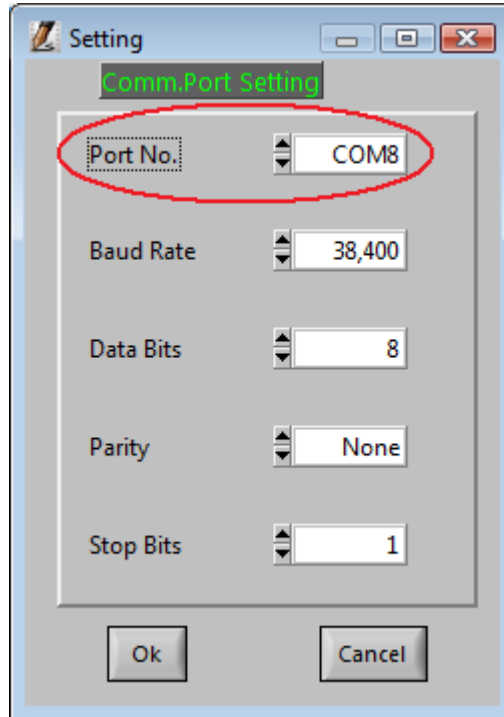 Setting
Comm.Port Setting
Port No. COM8
Baud Rate 38,400
Data Bits 8
Parity None
Stop Bits 1
Ok Cancel